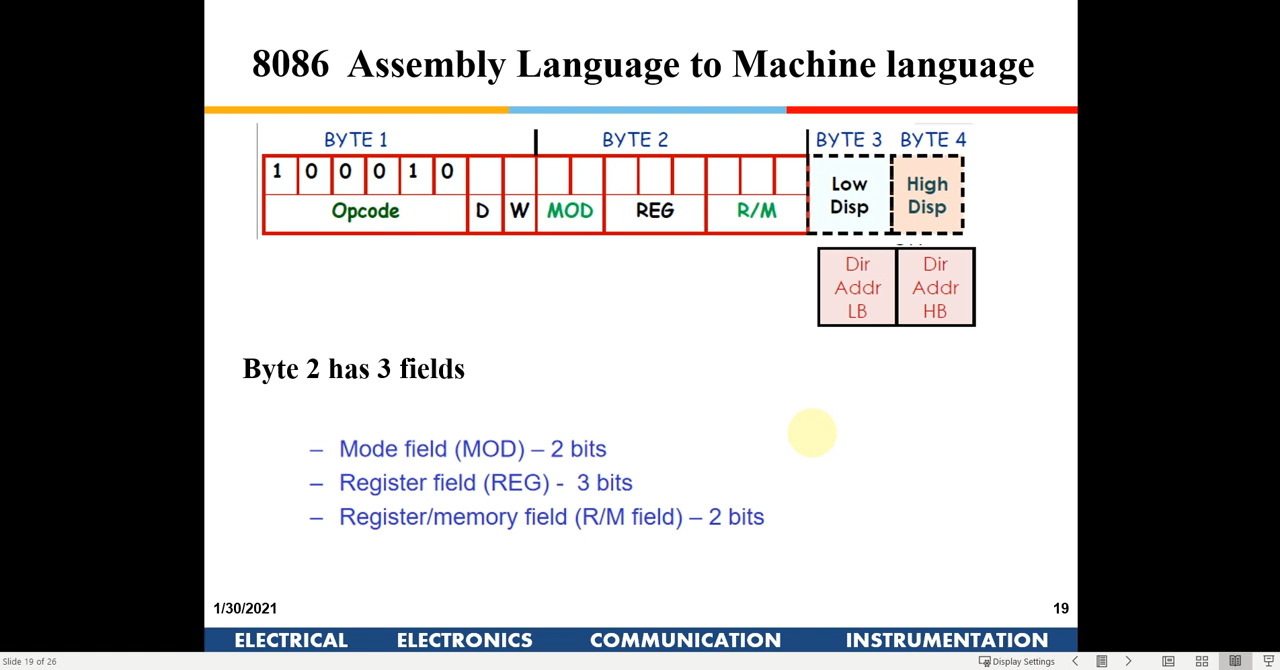 8086 Assembly Language to Machine language
BYTE 1 BYTE 2 BYTE 3 BYTE 4
1 0 0 0 1 0
Opcode D W MOD REG R/M
Low Disp
High Disp
Dir Addr LB
Dir Addr HB
Byte 2 has 3 fields
– Mode field (MOD) – 2 bits
– Register field (REG) - 3 bits
– Register/memory field (R/M field) – 2 bits
1/30/2021 19
ELECTRICAL ELECTRONICS COMMUNICATION INSTRUMENTATION
Slide 19 of 26 Display Settings